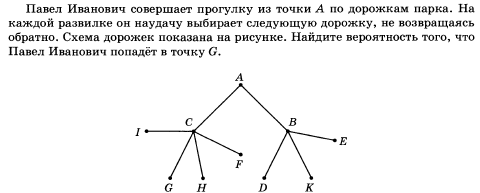 Павел Иванович совершает прогулку из точки A по дорожкам парка. На
каждой развилке он наудачу выбирает следующую дорожку, не возвращаясь
обратно. Схема дорожек показана на рисунке. Найдите вероятность того, что
Павел Иванович попадёт в точку G.
A
I C B E
F
G H D K